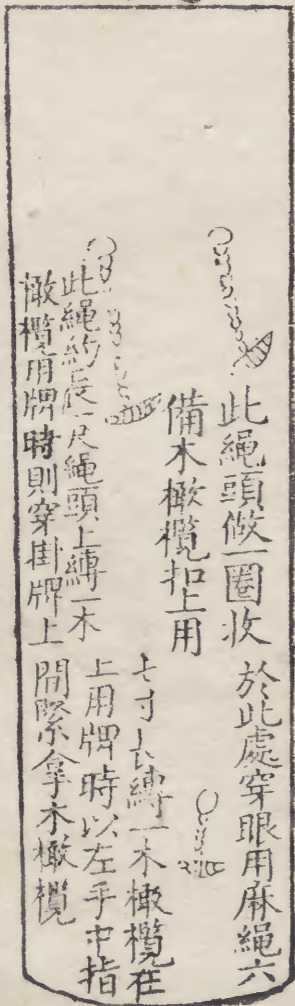 此繩頭做一圈收
備木橄欖扣上用
此繩約長一尺繩頭上縛一木
橄欖用牌時則穿掛牌上
於此處穿眼用麻繩六
七寸長縛一木橄欖在
上用牌時以左手中指
間緊拿木橄欖